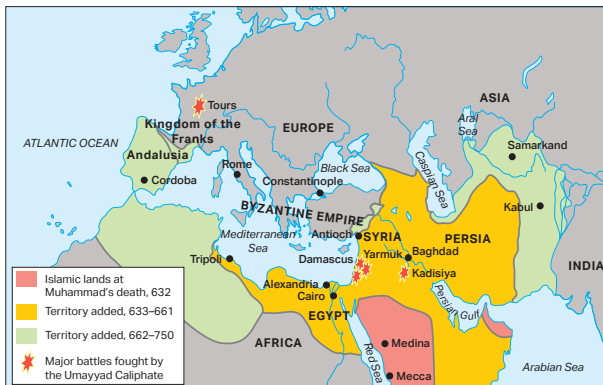 Tours
ASIA
Aral
Sea
Kingdom of the
Franks
EUROPE
ATLANTIC OCEAN
Caspian Sea
Samarkand
Andalusia
Rome
Black Sea
Constantinople
Cordoba
BYZANTINE EMPIRE
Kabul
Mediterranean
Sea
Antioch
SYRIA
PERSIA
Damascus
Yarmuk
Baghdad
Tripoli
Kadisiya
INDIA
Alexandria
Cairo
Persian Gulf
EGYPT
AFRICA
Medina
Red Sea
Arabian Sea
Mecca
Islamic lands at
Muhammad's death, 632
Territory added, 633–661
Territory added, 662–750
Major battles fought by
the Umayyad Caliphate